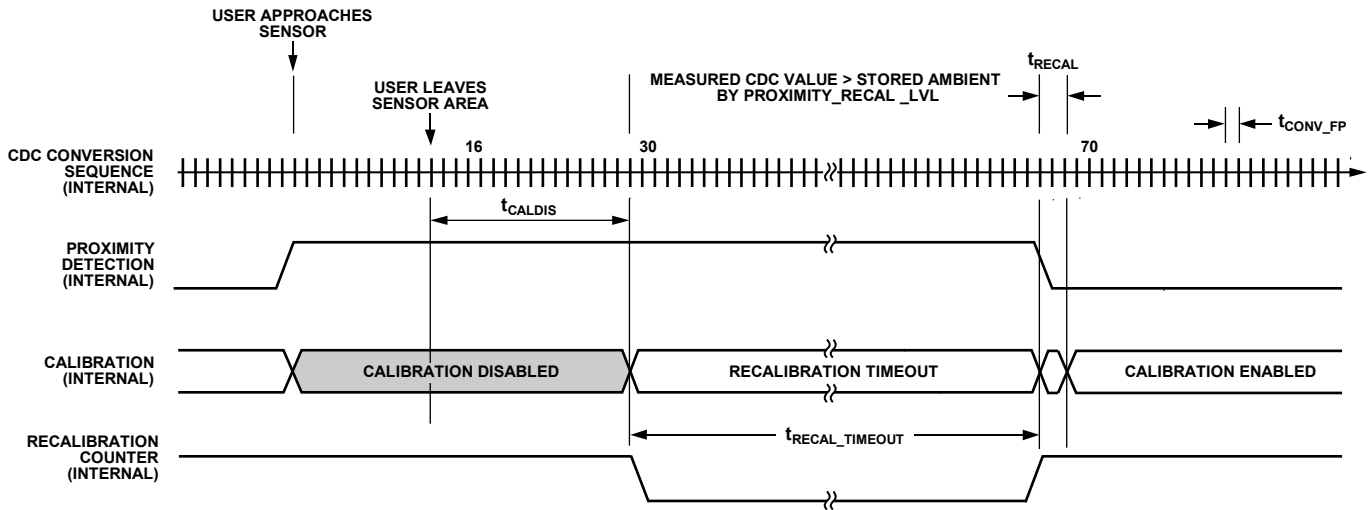 USER APPROACHES
SENSOR
USER LEAVES
SENSOR AREA
MEASURED CDC VALUE > STORED AMBIENT
BY PROXIMITY_RECAL _LVL
tRECAL
tCONV_FP
CDC CONVERSION
SEQUENCE
(INTERNAL)
16
30
70
tCALDIS
PROXIMITY
DETECTION
(INTERNAL)
CALIBRATION
(INTERNAL)
CALIBRATION DISABLED
RECALIBRATION TIMEOUT
CALIBRATION ENABLED
RECALIBRATION
COUNTER
(INTERNAL)
tRECAL_TIMEOUT